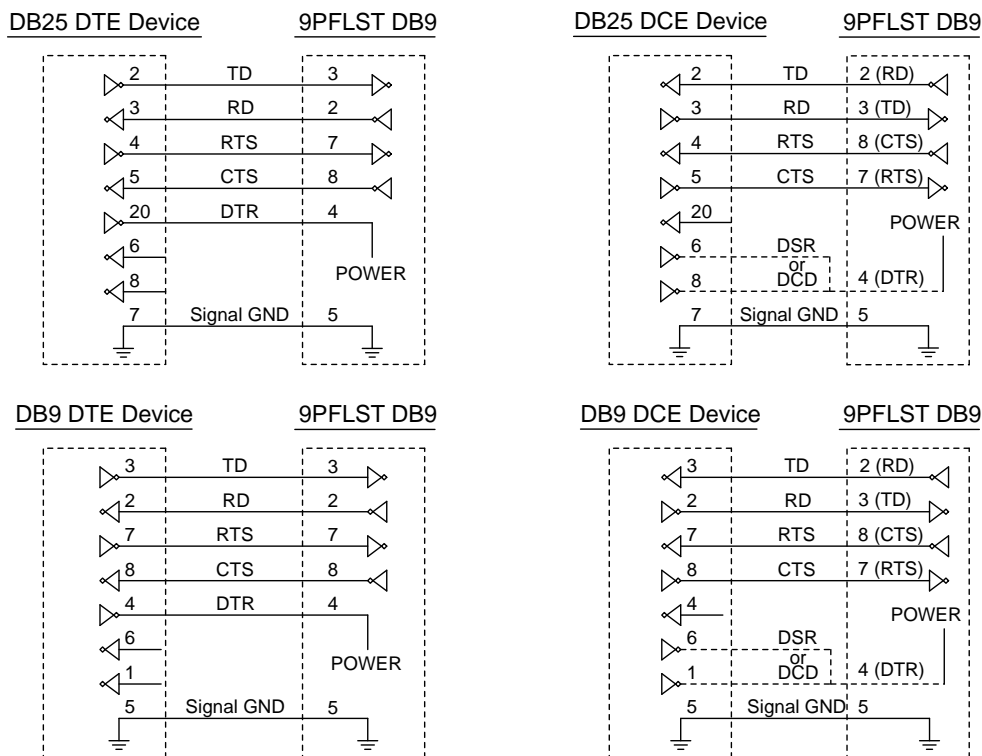 DB25 DTE Device 9PFLST DB9
2 TD 3
3 RD 2
4 RTS 7
5 CTS 8
20 DTR 4
6
POWER
8
7 Signal GND 5
DB25 DCE Device 9PFLST DB9
2 TD 2 (RD)
3 RD 3 (TD)
4 RTS 8 (CTS)
5 CTS 7 (RTS)
20
POWER
6 DSR
or
8 DCD 4 (DTR)
7 Signal GND 5
DB9 DTE Device 9PFLST DB9
3 TD 3
2 RD 2
7 RTS 7
8 CTS 8
4 DTR 4
6
POWER
1
5 Signal GND 5
DB9 DCE Device 9PFLST DB9
3 TD 2 (RD)
2 RD 3 (TD)
7 RTS 8 (CTS)
8 CTS 7 (RTS)
4
POWER
6 DSR
or
1 DCD 4 (DTR)
5 Signal GND 5